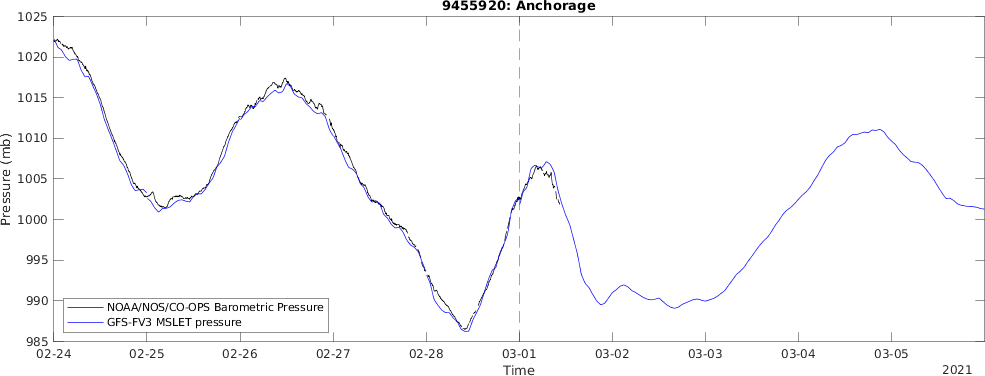 9455920: Anchorage
1025
1020
1015
1010
1005
1000
995
990
985
Pressure (mb)
NOAA/NOS/CO-OPS Barometric Pressure
GFS-FV3 MSLET pressure
02-24 02-25 02-26 02-27 02-28 03-01 03-02 03-03 03-04 03-05
Time
2021